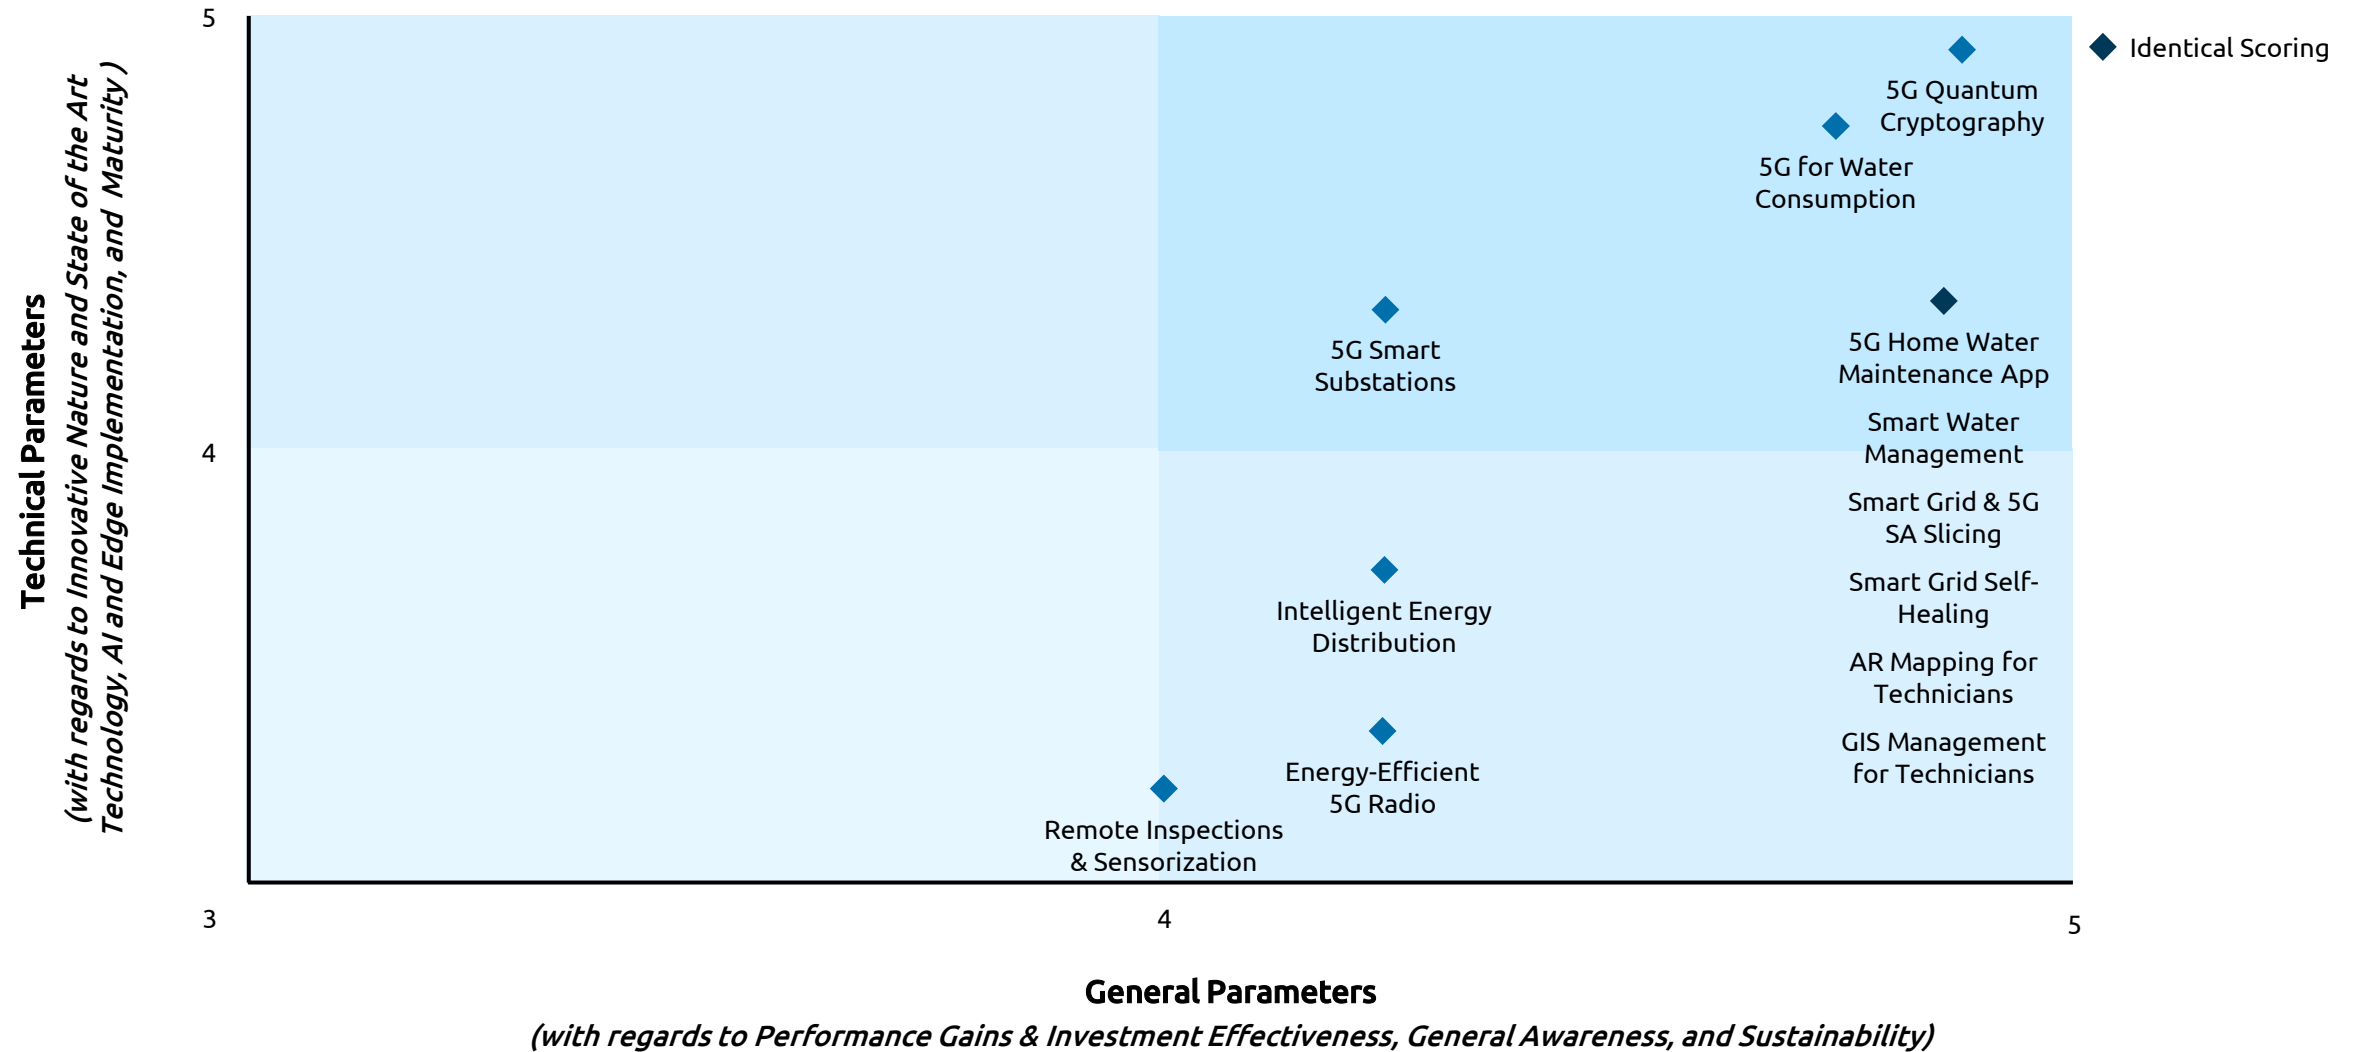 5
Identical Scoring
5G Quantum
Cryptography
5G for Water
Consumption
5G Smart
Substations
5G Home Water
Maintenance App
Smart Water
Management
4
Smart Grid & 5G
SA Slicing
Smart Grid Self-
Healing
Intelligent Energy
Distribution
AR Mapping for
Technicians
GIS Management
for Technicians
Energy-Efficient
5G Radio
Remote Inspections
& Sensorization
Technical Parameters
(with regards to Innovative Nature and State of the Art
Technology, AI and Edge Implementation, and Maturity )
3
4
5
General Parameters
(with regards to Performance Gains & Investment Effectiveness, General Awareness, and Sustainability)